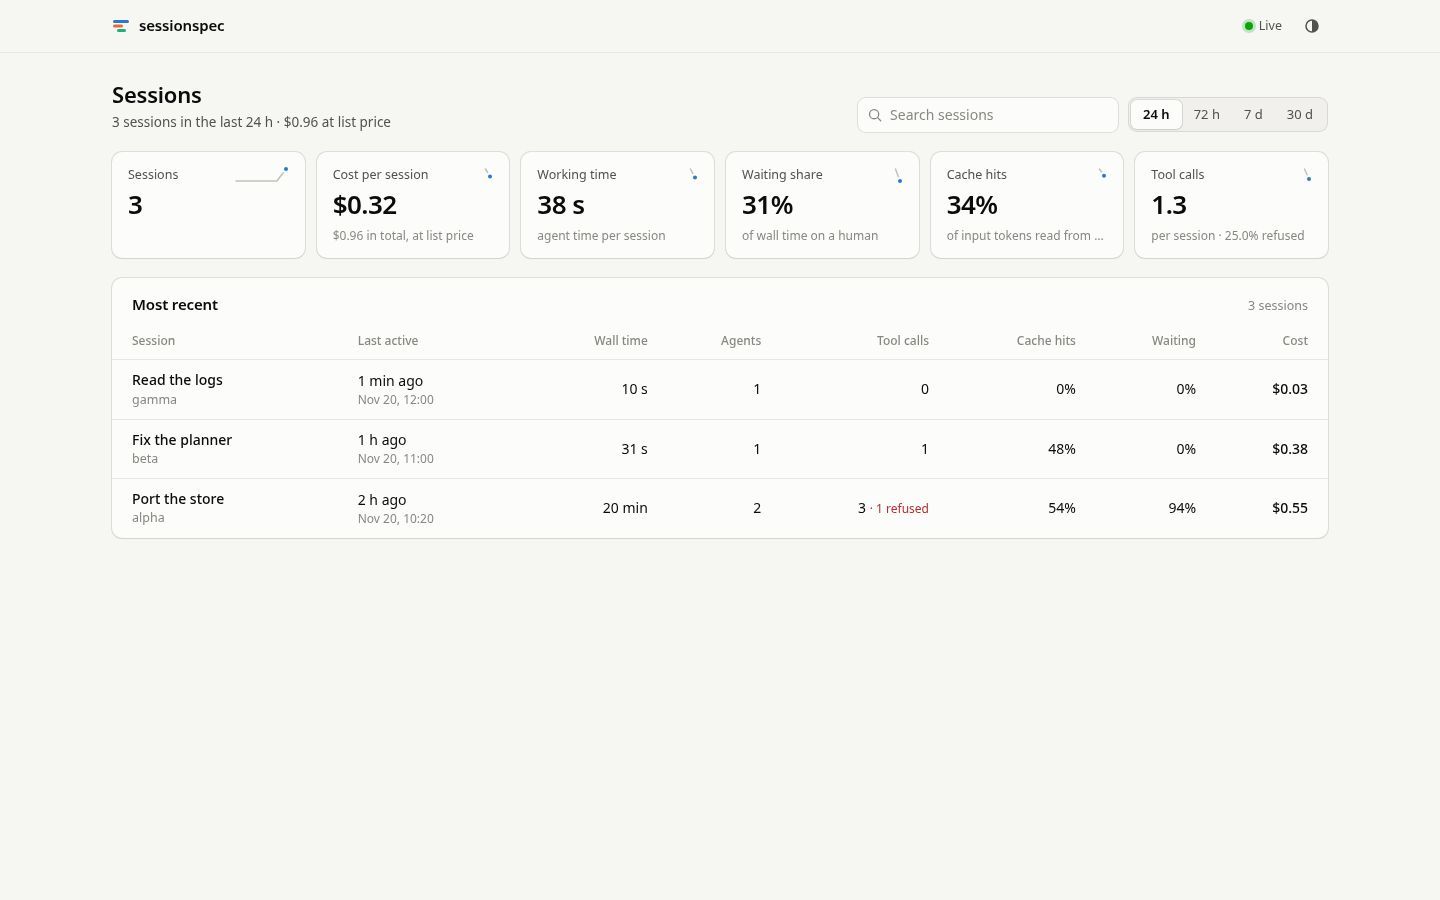 sessionspec
Live
Sessions
3 sessions in the last 24 h · $0.96 at list price
Search sessions
24 h 72 h 7 d 30 d
Sessions
3
Cost per session
$0.32
$0.96 in total, at list price
Working time
38 s
agent time per session
Waiting share
31%
of wall time on a human
Cache hits
34%
of input tokens read from ...
Tool calls
1.3
per session · 25.0% refused
Most recent
3 sessions
Session Last active Wall time Agents Tool calls Cache hits Waiting Cost
Read the logs 1 min ago 10 s 1 0 0% 0% $0.03
gamma Nov 20, 12:00
Fix the planner 1 h ago 31 s 1 1 48% 0% $0.38
beta Nov 20, 11:00
Port the store 2 h ago 20 min 2 3 · 1 refused 54% 94% $0.55
alpha Nov 20, 10:20